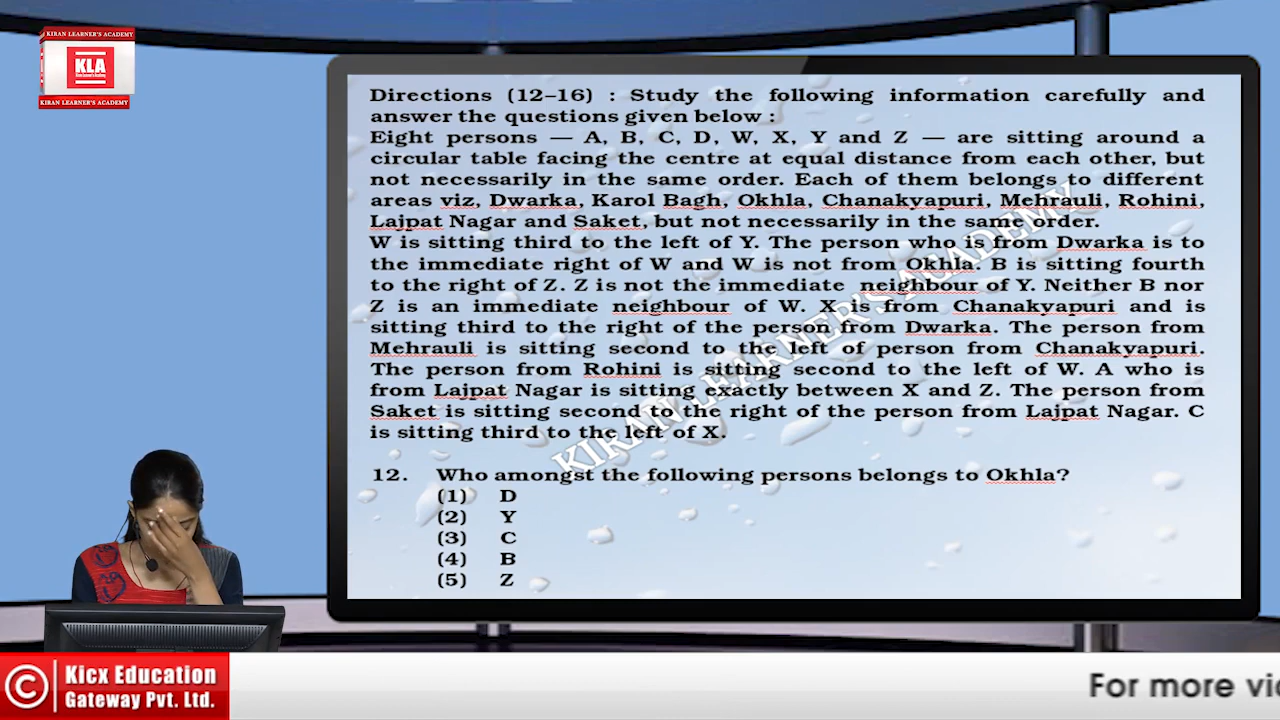 KIRAN LEARNER'S ACADEMY
KLA
Kiran Learner's Academy
KIRAN LEARNER'S ACADEMY
Directions (12–16) : Study the following information carefully and
answer the questions given below :
Eight persons — A, B, C, D, W, X, Y and Z — are sitting around a
circular table facing the centre at equal distance from each other, but
not necessarily in the same order. Each of them belongs to different
areas viz, Dwarka, Karol Bagh, Okhla, Chanakyapuri, Mehrauli, Rohini,
Lajpat Nagar and Saket, but not necessarily in the same order.
W is sitting third to the left of Y. The person who is from Dwarka is to
the immediate right of W and W is not from Okhla. B is sitting fourth
to the right of Z. Z is not the immediate neighbour of Y. Neither B nor
Z is an immediate neighbour of W. X is from Chanakyapuri and is
sitting third to the right of the person from Dwarka. The person from
Mehrauli is sitting second to the left of person from Chanakyapuri.
The person from Rohini is sitting second to the left of W. A who is
from Lajpat Nagar is sitting exactly between X and Z. The person from
Saket is sitting second to the right of the person from Lajpat Nagar. C
is sitting third to the left of X.
KIRAN LEARNER'S ACADEMY
12. Who amongst the following persons belongs to Okhla?
(1) D
(2) Y
(3) C
(4) B
(5) Z
© Kicx Education
Gateway Pvt. Ltd.
For more vid